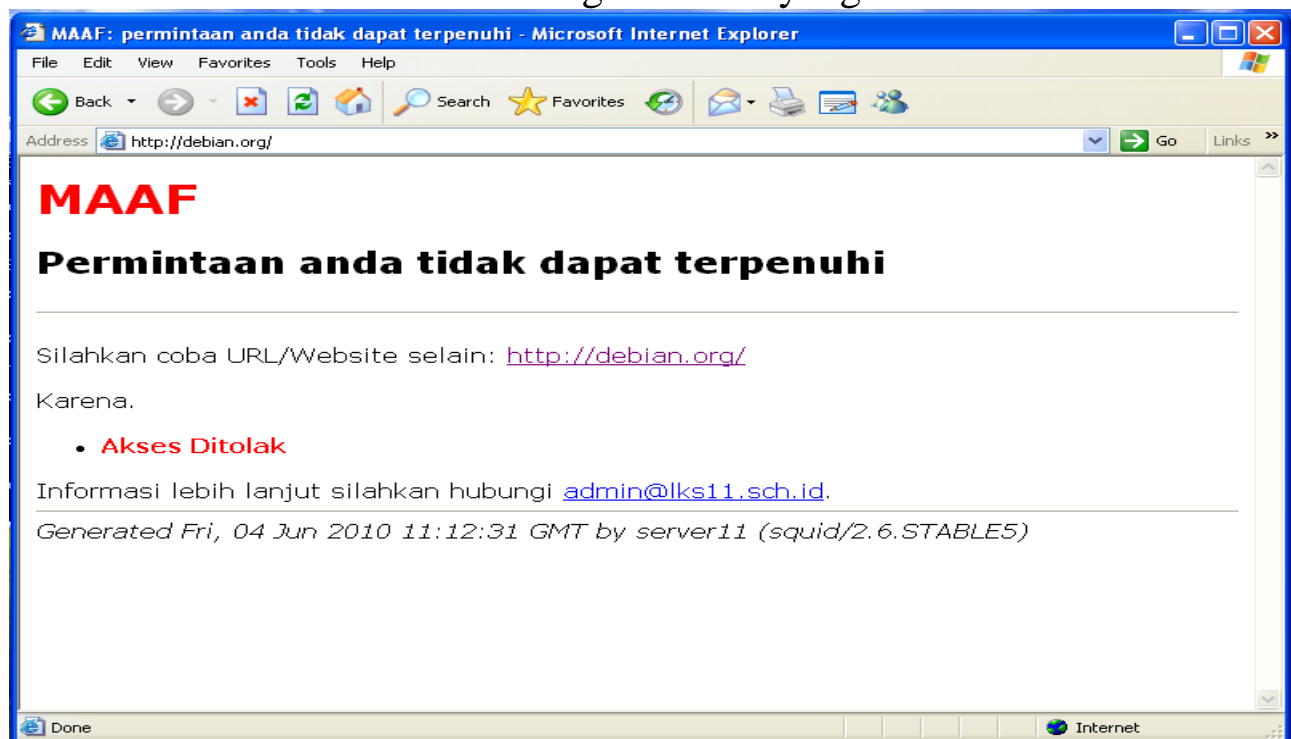 MAAF: permintaan anda tidak dapat terpenuhi - Microsoft Internet Explorer
File Edit View Favorites Tools Help
Back Search Favorites
Address http://debian.org/ Go Links »
MAAF
Permintaan anda tidak dapat terpenuhi
Silahkan coba URL/Website selain: http://debian.org/
Karena.
• Akses Ditolak
Informasi lebih lanjut silahkan hubungi admin@lks11.sch.id.
Generated Fri, 04 Jun 2010 11:12:31 GMT by server11 (squid/2.6.STABLE5)
Done Internet